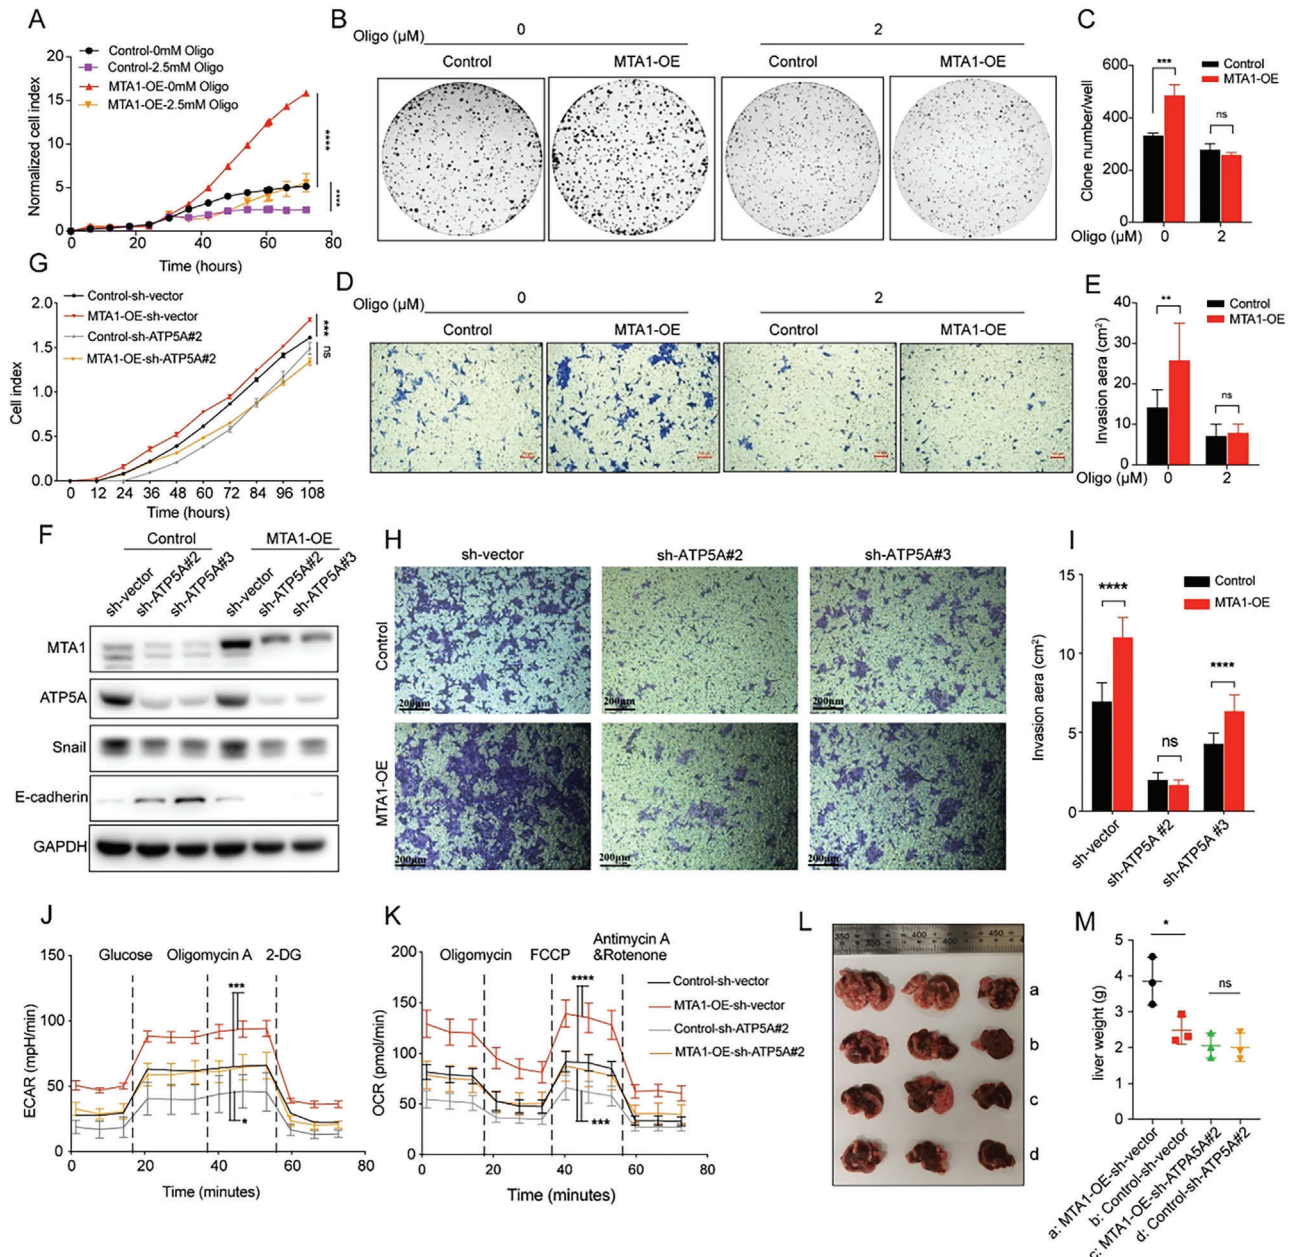 A
Control-0mM Oligo
Control-2.5mM Oligo
MTA1-OE-0mM Oligo
MTA1-OE-2.5mM Oligo
Normalized cell index
20
15
10
5
0
****
****
0 20 40 60 80
Time (hours)
B
Oligo (μM)
0
2
Control
MTA1-OE
Control
MTA1-OE
C
Control
MTA1-OE
Clone number/well
600
400
200
0
***
ns
Oligo (μM) 0 2
G
Control-sh-vector
MTA1-OE-sh-vector
Control-sh-ATP5A#2
MTA1-OE-sh-ATP5A#2
Cell index
2.0
1.5
1.0
0.5
0.0
***
ns
0 12 24 36 48 60 72 84 96 108
Time (hours)
D
Oligo (μM)
0
2
Control
MTA1-OE
Control
MTA1-OE
E
Control
MTA1-OE
Invasion aera (cm²)
40
30
20
10
0
**
ns
Oligo (μM) 0 2
F
Control
MTA1-OE
sh-vector
sh-ATP5A#2
sh-ATP5A#3
sh-vector
sh-ATP5A#2
sh-ATP5A#3
MTA1
ATP5A
Snail
E-cadherin
GAPDH
H
sh-vector
sh-ATP5A#2
sh-ATP5A#3
Control
MTA1-OE
200μm
200μm
200μm
200μm
200μm
200μm
I
Control
MTA1-OE
Invasion aera (cm²)
15
10
5
0
****
ns
****
sh-vector
sh-ATP5A #2
sh-ATP5A #3
J
Glucose
Oligomycin A
2-DG
ECAR (mpH/min)
150
100
50
0
***
*
0 20 40 60 80
Time (minutes)
K
Oligomycin
FCCP
Antimycin A
&Rotenone
OCR (pmol/min)
200
150
100
50
0
****
***
0 20 40 60 80
Time (minutes)
Control-sh-vector
MTA1-OE-sh-vector
Control-sh-ATP5A#2
MTA1-OE-sh-ATP5A#2
L
350 400 450
350 400
a
b
c
d
M
liver weight (g)
5
4
3
2
1
0
*
ns
a: MTA1-OE-sh-vector
b: Control-sh-vector
c: MTA1-OE-sh-ATPA5A#2
d: Control-sh-ATP5A#2